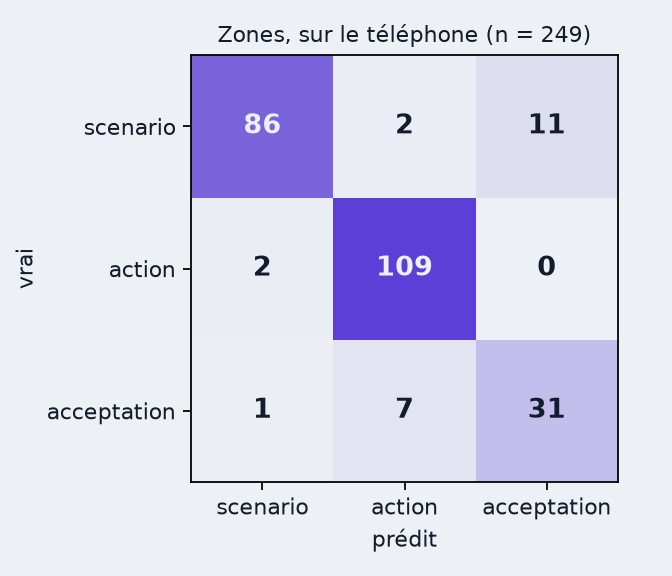 Zones, sur le téléphone (n = 249)
scenario 86 2 11
action 2 109 0
acceptation 1 7 31
scenario action acceptation
prédit
vrai